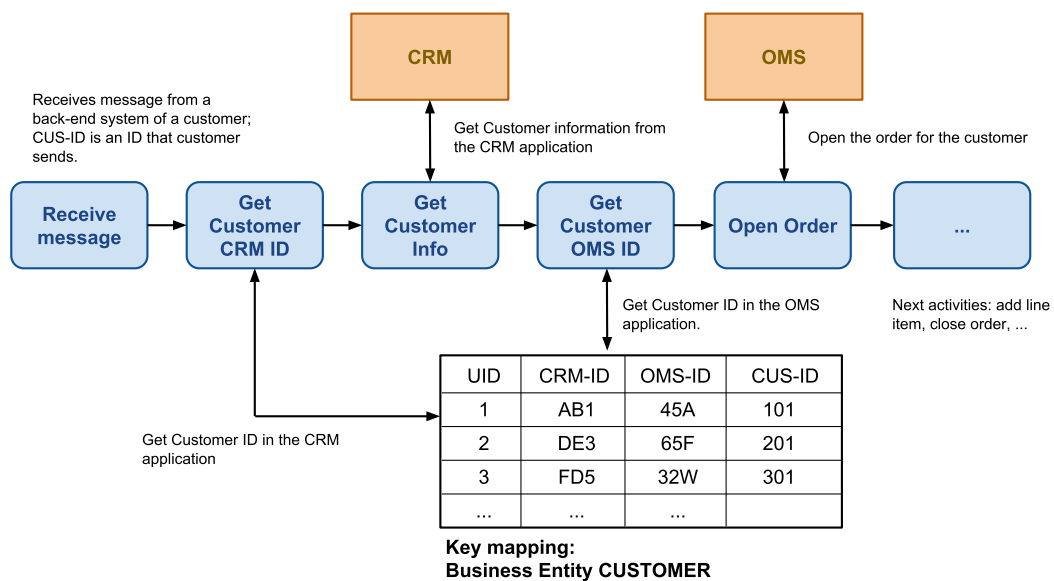 CRM
OMS
Receives message from a
back-end system of a customer;
CUS-ID is an ID that customer
sends.
Get Customer information from
the CRM application
Open the order for the customer
Receive
message
Get
Customer
CRM ID
Get
Customer
Info
Get
Customer
OMS ID
Open Order
...
Get Customer ID in the OMS
application.
Next activities: add line
item, close order, ...
Get Customer ID in the CRM
application
UID CRM-ID OMS-ID CUS-ID
1 AB1 45A 101
2 DE3 65F 201
3 FD5 32W 301
... ... ...
Key mapping:
Business Entity CUSTOMER